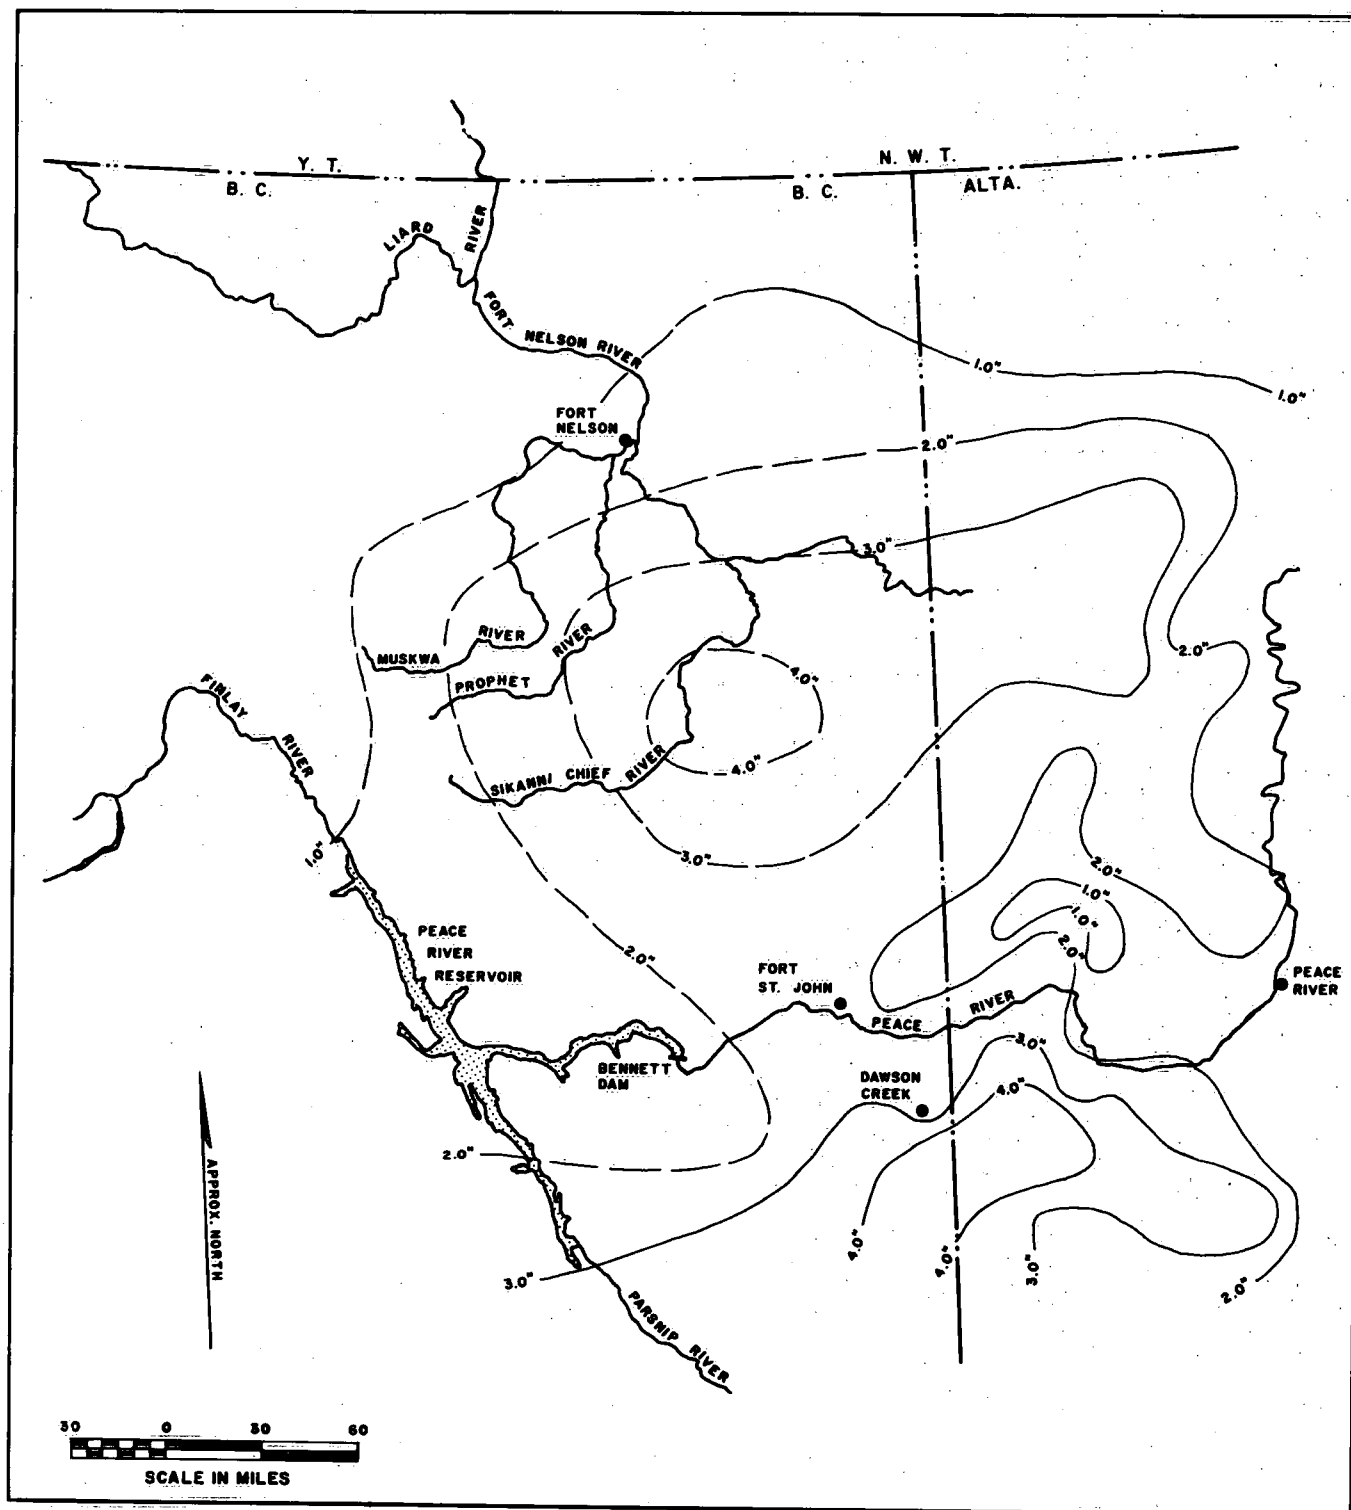 Y. T.
B. C.
N. W. T.
B. C.
ALTA.
LIARD
RIVER
FORT
NELSON RIVER
1.0"
1.0"
FORT
NELSON
2.0"
3.0"
MUSKWA
RIVER
PROPHET
RIVER
2.0"
4.0"
FINLAY
RIVER
SIKANNI CHIEF
RIVER
4.0"
1.0"
3.0"
2.0"
1.0"
1.0"
2.0"
PEACE
RIVER
RESERVOIR
2.0"
FORT
ST. JOHN
PEACE
RIVER
PEACE
RIVER
BENNETT
DAM
DAWSON
CREEK
3.0"
4.0"
2.0"
APPROX. NORTH
3.0"
4.0"
4.0"
3.0"
2.0"
PARSNIP RIVER
30 0 30 60
SCALE IN MILES